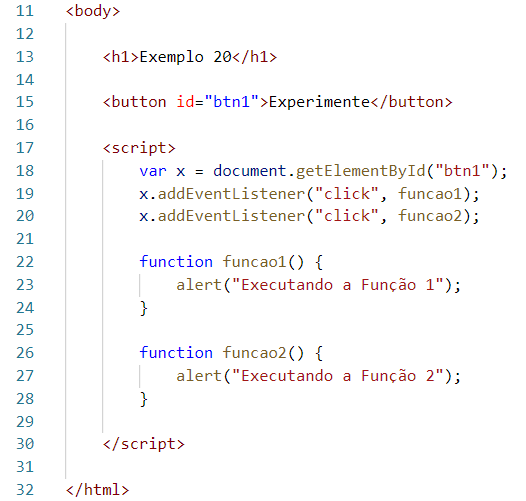 11 <body>
12
13 <h1>Exemplo 20</h1>
14
15 <button id="btn1">Experimente</button>
16
17 <script>
18 var x = document.getElementById("btn1");
19 x.addEventListener("click", funcao1);
20 x.addEventListener("click", funcao2);
21
22 function funcao1() {
23 alert("Executando a Função 1");
24 }
25
26 function funcao2() {
27 alert("Executando a Função 2");
28 }
29
30 </script>
31
32 </html>